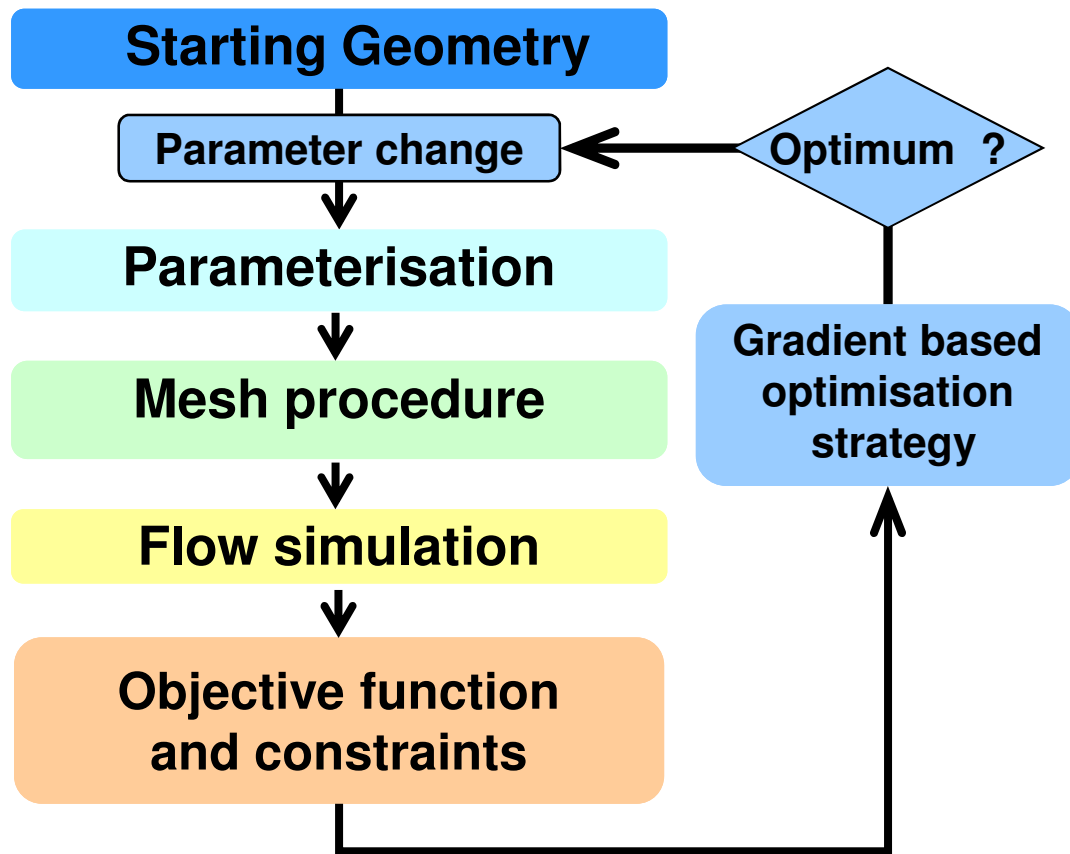 Starting Geometry
Parameter change
Optimum ?
Parameterisation
Mesh procedure
Gradient based
optimisation
strategy
Flow simulation
Objective function
and constraints